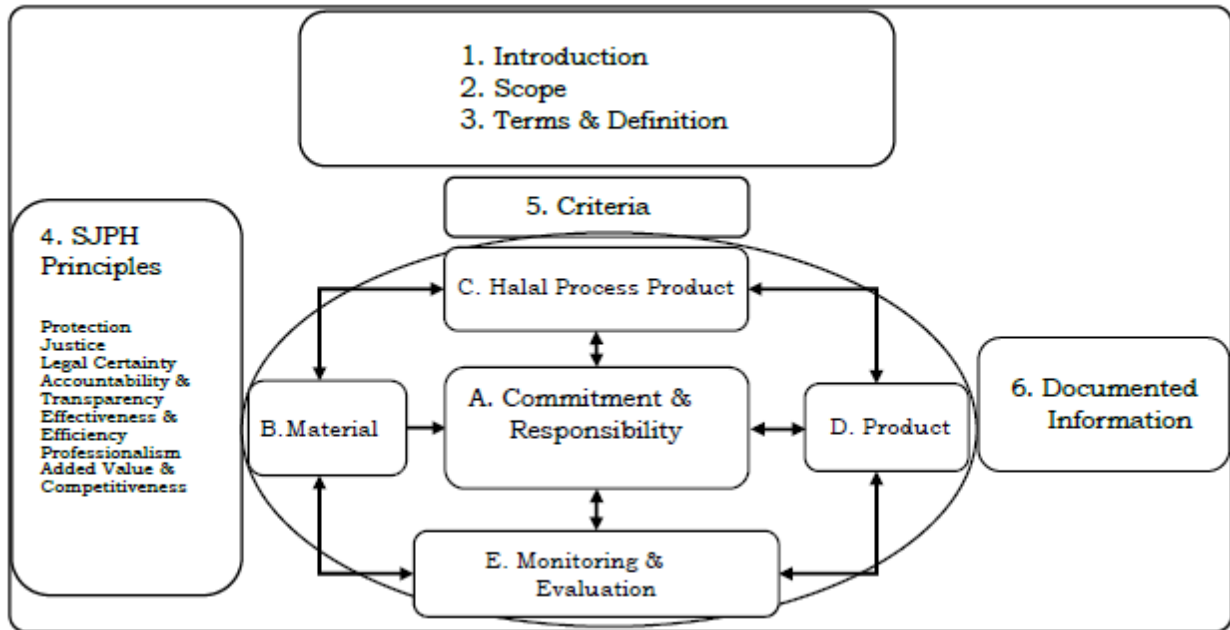 1. Introduction
2. Scope
3. Terms & Definition
5. Criteria
4. SJPH
Principles
Protection
Justice
Legal Certainty
Accountability &
Transparency
Effectiveness &
Efficiency
Professionalism
Added Value &
Competitiveness
C. Halal Process Product
B.Material
A. Commitment &
Responsibility
D. Product
E. Monitoring &
Evaluation
6. Documented
Information